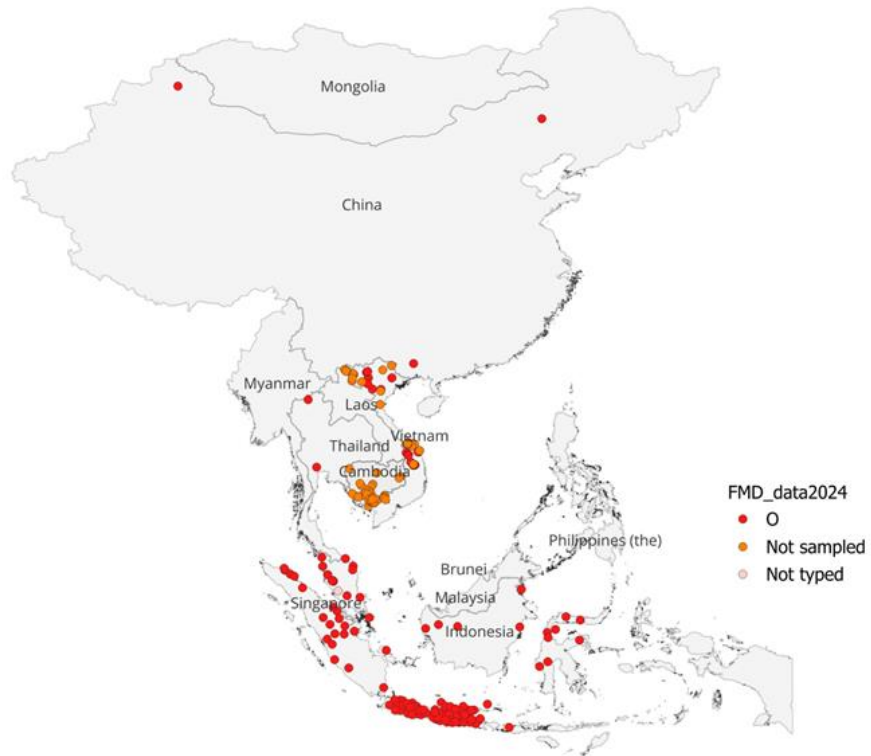 Mongolia
China
Myanmar
Laos
Vietnam
Thailand
Cambodia
FMD_data2024
O
Not sampled
Not typed
Philippines (the)
Brunei
Malaysia
Singapore
Indonesia